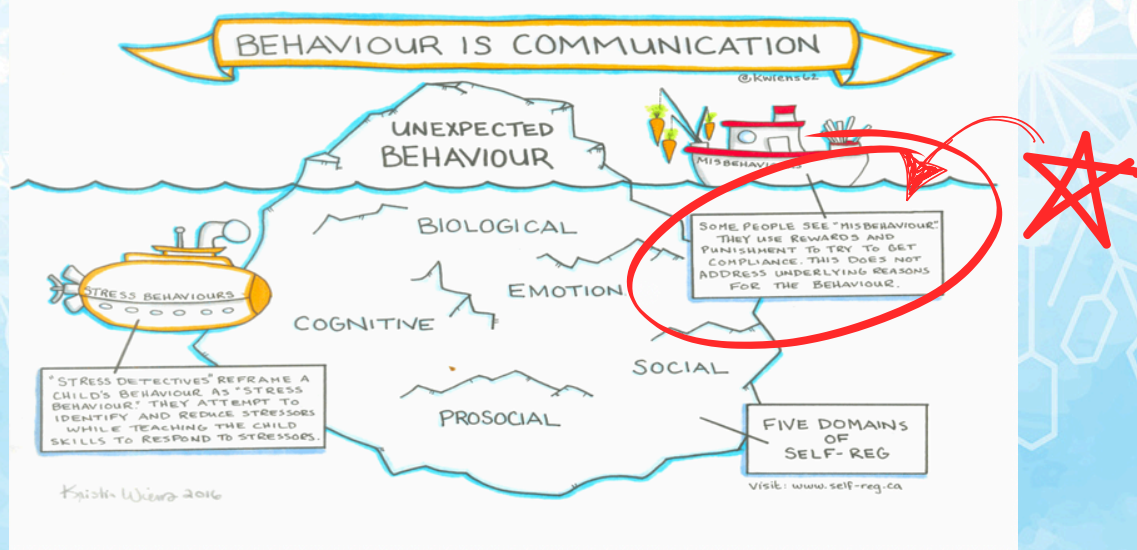 BEHAVIOUR IS COMMUNICATION
@kwiens62
UNEXPECTED
BEHAVIOUR
MISBEHAVIOURS
SOME PEOPLE SEE "MISBEHAVIOUR".
THEY USE REWARDS AND
PUNISHMENT TO TRY TO GET
COMPLIANCE. THIS DOES NOT
ADDRESS UNDERLYING REASONS
FOR THE BEHAVIOUR.
BIOLOGICAL
EMOTION
STRESS BEHAVIOURS
COGNITIVE
SOCIAL
PROSOCIAL
"STRESS DETECTIVES" REFRAME A
CHILD'S BEHAVIOUR AS "STRESS
BEHAVIOUR". THEY ATTEMPT TO
IDENTIFY AND REDUCE STRESSORS
WHILE TEACHING THE CHILD
SKILLS TO RESPOND TO STRESSORS.
FIVE DOMAINS
OF
SELF-REG
Kristin Wiens 2016
Visit: www.self-reg.ca